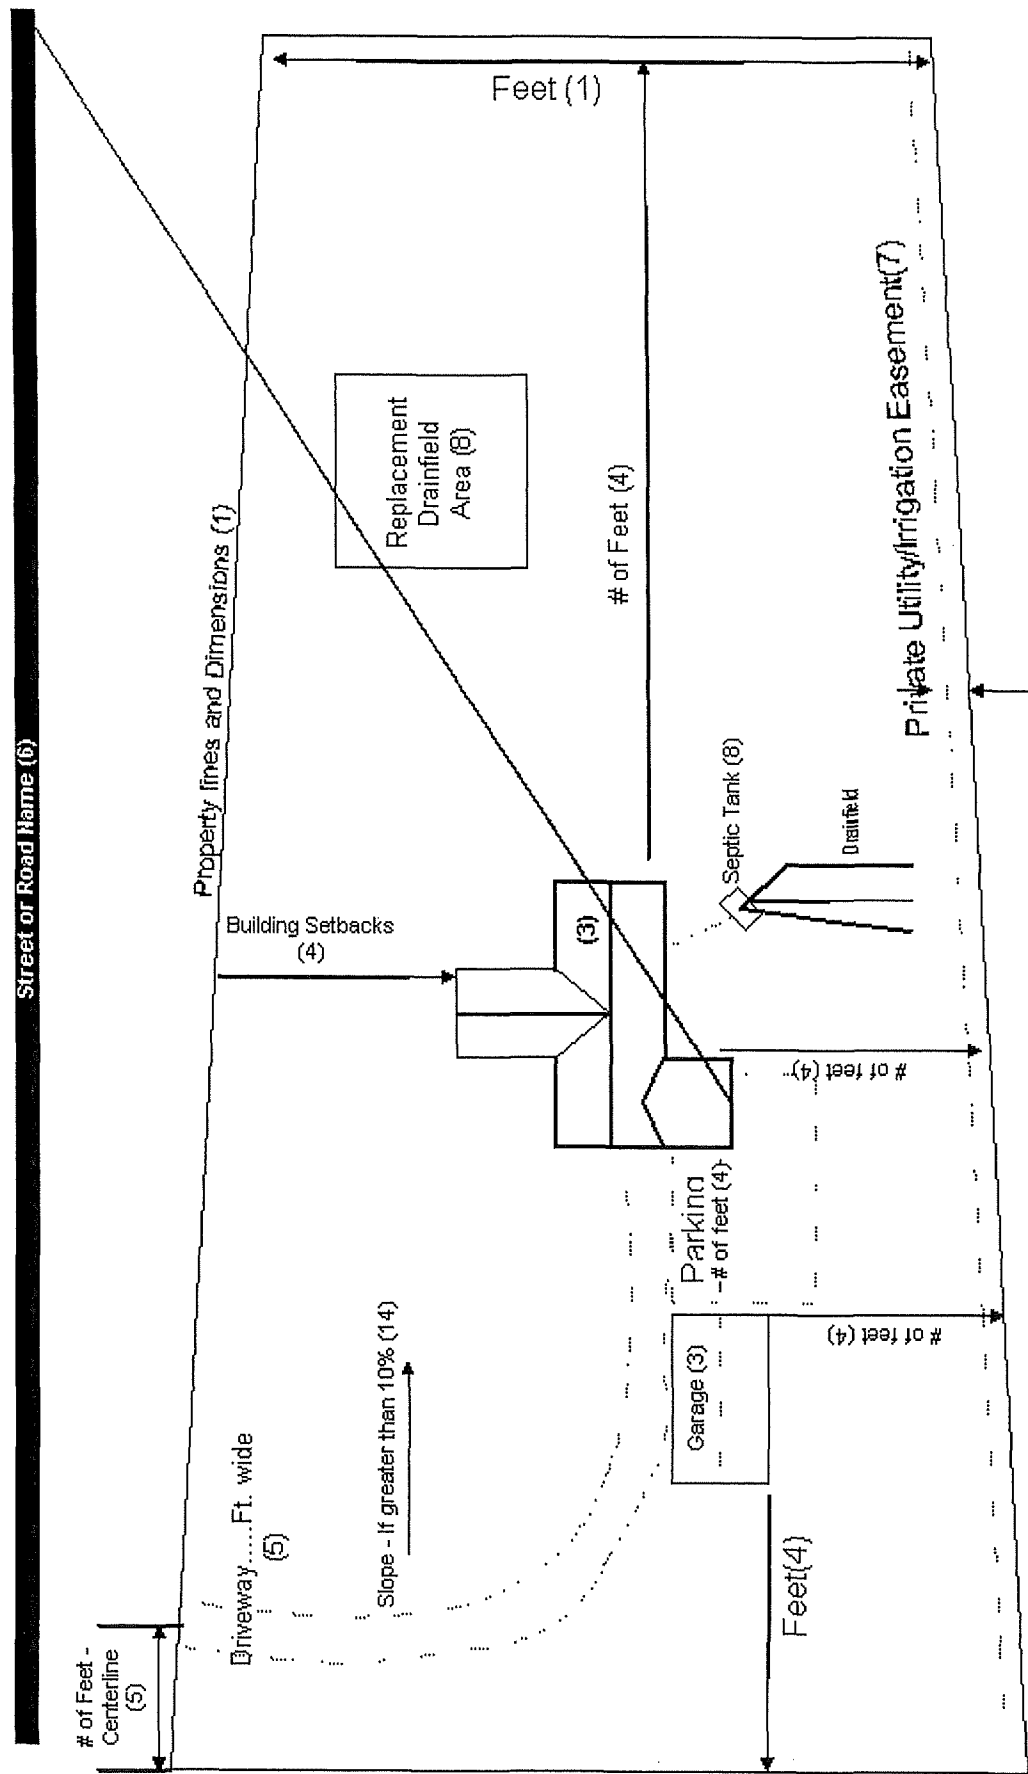 Street or Road Name (6)
# of Feet -
Centerline
(5)
Property lines and Dimensions (1)
Feet (1)
Driveway.....Ft. wide
(5)
Building Setbacks
(4)
Replacement
Drainfield
Area (8)
Slope - If greater than 10% (14)
(3)
# of Feet (4)
Garage (3)
Parking
# of feet (4)
Septic Tank (8)
Drainfield
Feet(4)
# of feet (4)
# of feet (4)
Private Utility/Irrigation Easement(7)